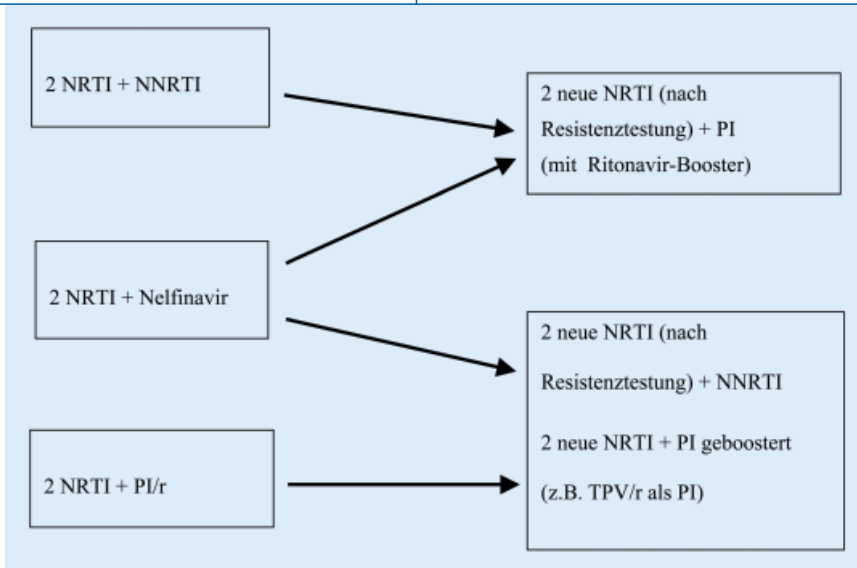 2 NRTI + NNRTI
2 neue NRTI (nach
Resistenztestung) + PI
(mit Ritonavir-Booster)
2 NRTI + Nelfinavir
2 neue NRTI (nach
Resistenztestung) + NNRTI
2 neue NRTI + PI geboostert
(z.B. TPV/r als PI)
2 NRTI + PI/r